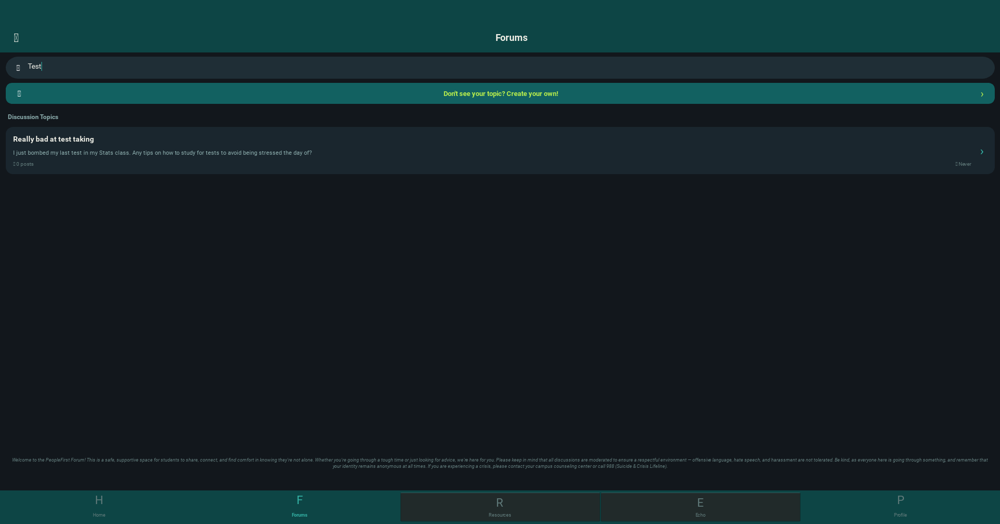 Forums
Test
Don't see your topic? Create your own!
Discussion Topics
Really bad at test taking
I just bombed my last test in my Stats class. Any tips on how to study for tests to avoid being stressed the day of?
0 posts
Never
Welcome to the PeopleFirst Forum! This is a safe, supportive space for students to share, connect, and find comfort in knowing they're not alone. Whether you're going through a tough time or just looking for advice, we're here for you. Please keep in mind that all discussions are moderated to ensure a respectful environment — offensive language, hate speech, and harassment are not tolerated. Be kind, as everyone here is going through something, and remember that
your identity remains anonymous at all times. If you are experiencing a crisis, please contact your campus counseling center or call 988 (Suicide & Crisis Lifeline).
H
Home
F
Forums
R
Resources
E
Echo
P
Profile